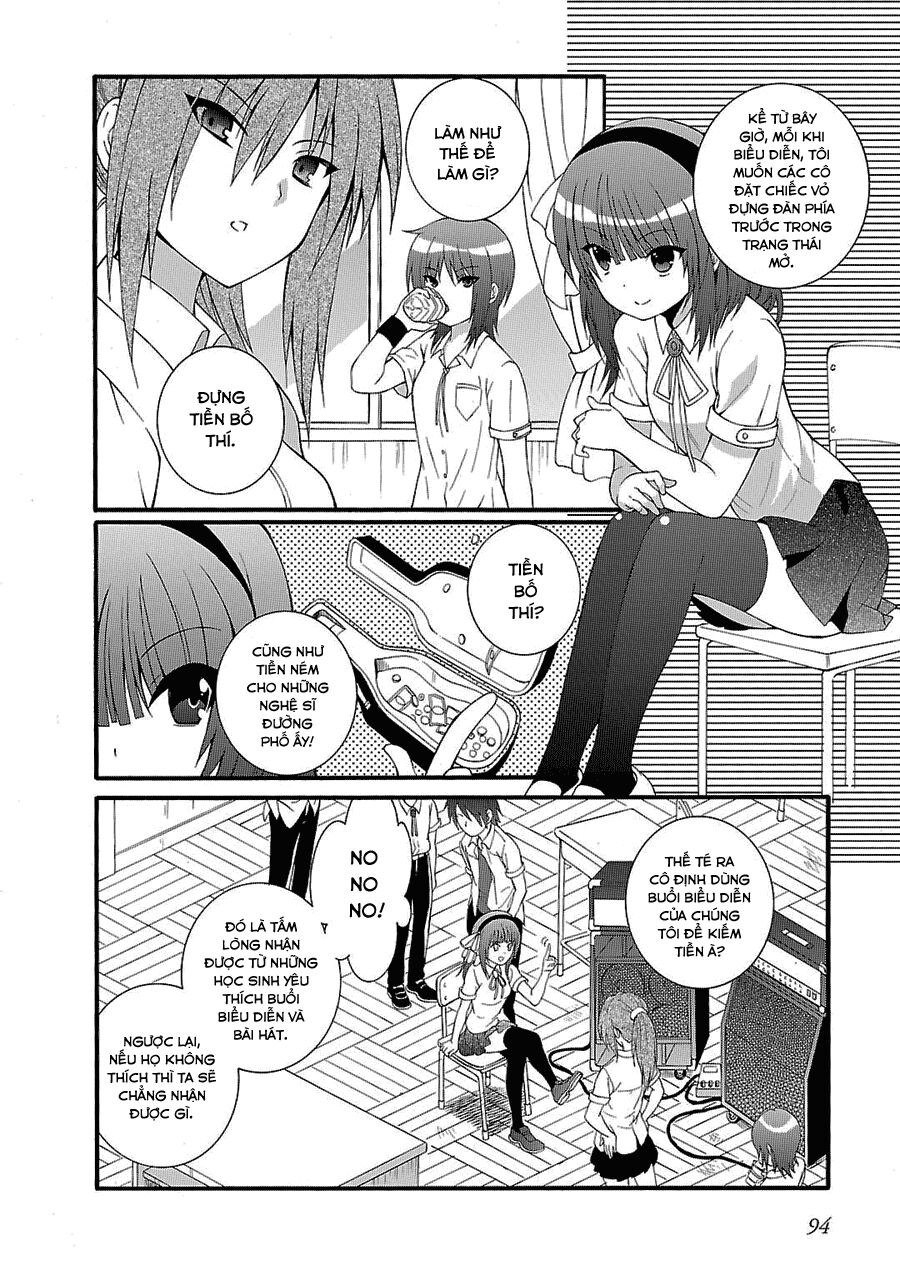 KỂ TỪ BÂY
GIỜ, MỖI KHI
BIỂU DIỄN, TÔI
MUỐN CÁC CÔ
ĐẶT CHIẾC VỎ
ĐỰNG ĐÀN PHÍA
TRƯỚC TRONG
TRẠNG THÁI
MỞ.
LÀM NHƯ
THẾ ĐỂ
LÀM GÌ?
ĐỰNG
TIỀN BỐ
THÍ.
TIỀN
BỐ
THÍ?
CŨNG NHƯ
TIỀN NÉM
CHO NHỮNG
NGHỆ SĨ
ĐƯỜNG
PHỐ ẤY!
THẾ TÉ RA
CÔ ĐỊNH DÙNG
BUỔI BIỂU DIỄN
CỦA CHÚNG
TÔI ĐỂ KIẾM
TIỀN À?
NO
NO
NO!
ĐÓ LÀ TẤM
LÒNG NHẬN
ĐƯỢC TỪ NHỮNG
HỌC SINH YÊU
THÍCH BUỔI
BIỂU DIỄN VÀ
BÀI HÁT.
NGƯỢC LẠI,
NẾU HỌ KHÔNG
THÍCH THÌ TA SẼ
CHẲNG NHẬN
ĐƯỢC GÌ.
94